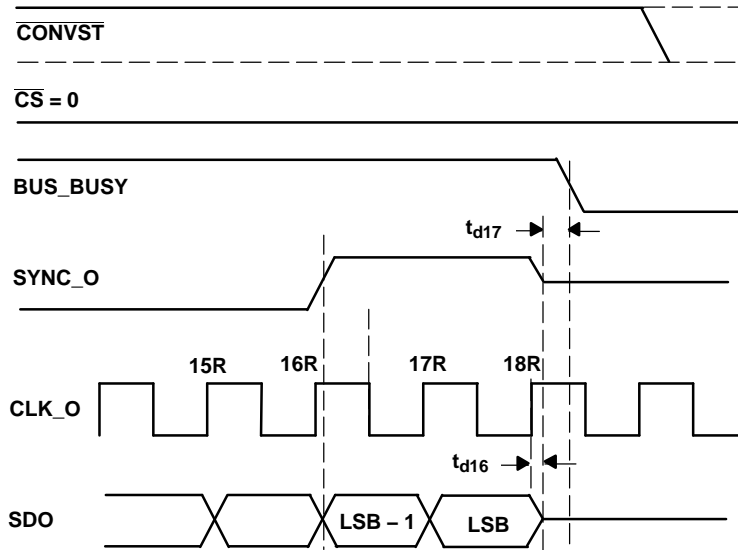 CONVST
CS = 0
BUS_BUSY
td17
SYNC_O
15R 16R 17R 18R
CLK_O
td16
SDO LSB – 1 LSB